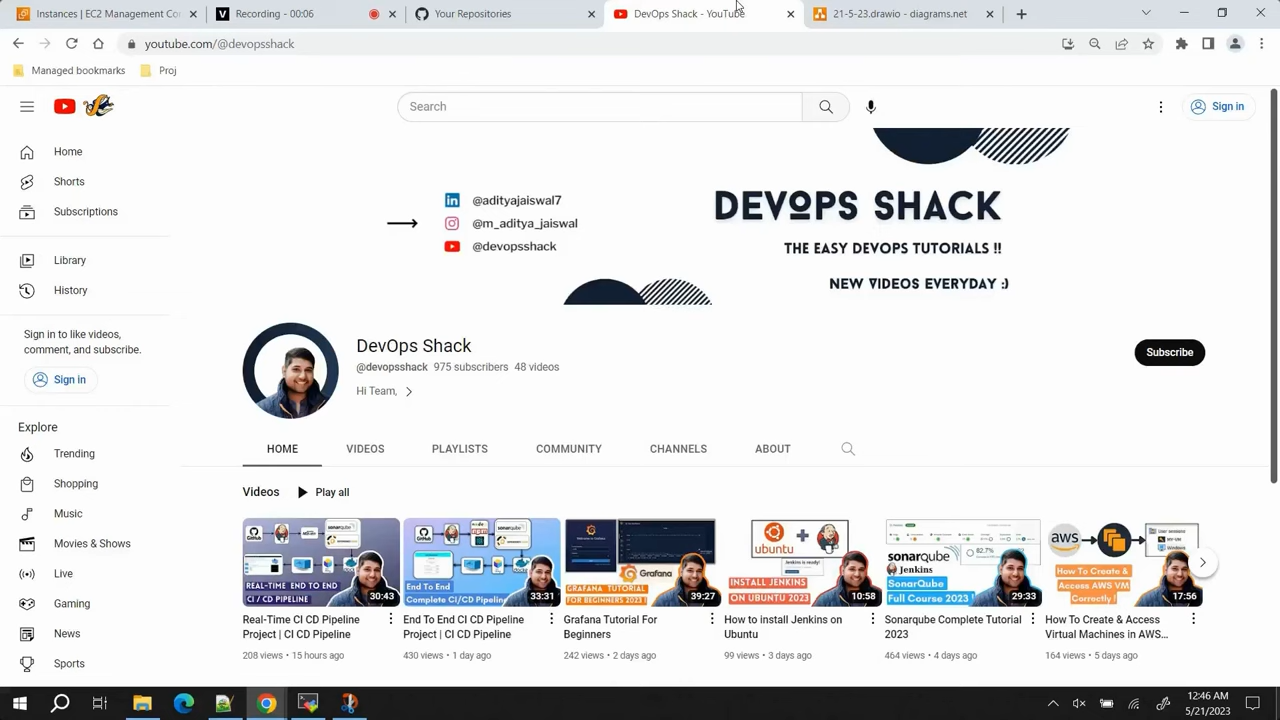 Instances | EC2 Management Co
Recording - 00:06
Your Repositories
DevOps Shack - YouTube
21-5-23.drawio - diagrams.net
youtube.com/@devopsshack
Managed bookmarks
Proj
Search
Sign in
Home
Shorts
Subscriptions
Library
History
Sign in to like videos,
comment, and subscribe.
Sign in
Explore
Trending
Shopping
Music
Movies & Shows
Live
Gaming
News
Sports
@adityajaiswal7
@m_aditya_jaiswal
@devopsshack
DEVOPS SHACK
THE EASY DEVOPS TUTORIALS !!
NEW VIDEOS EVERYDAY :)
DevOps Shack
@devopsshack 975 subscribers 48 videos
Hi Team,
Subscribe
HOME
VIDEOS
PLAYLISTS
COMMUNITY
CHANNELS
ABOUT
Videos
Play all
sonarqube
REAL-TIME END TO END
CI / CD PIPELINE
30:43
Real-Time CI CD Pipeline
Project | CI CD Pipeline
208 views • 15 hours ago
GitHub
sonarqube
End To End
Complete CI/CD Pipeline
33:31
End To End CI CD Pipeline
Project | CI CD Pipeline
430 views • 1 day ago
Grafana
GRAFANA TUTORIAL
FOR BEGINNERS 2023
39:27
Grafana Tutorial For
Beginners
242 views • 2 days ago
ubuntu
Jenkins is ready!
INSTALL JENKINS
ON UBUNTU 2023
10:58
How to install Jenkins on
Ubuntu
99 views • 3 days ago
sonarqube
82.7%
Jenkins
SonarQube
Full Course 2023
29:33
Sonarqube Complete Tutorial
2023
464 views • 4 days ago
aws
How To Create &
Access AWS VM
Correctly !
17:56
How To Create & Access
Virtual Machines in AWS...
164 views • 5 days ago
12:46 AM
5/21/2023